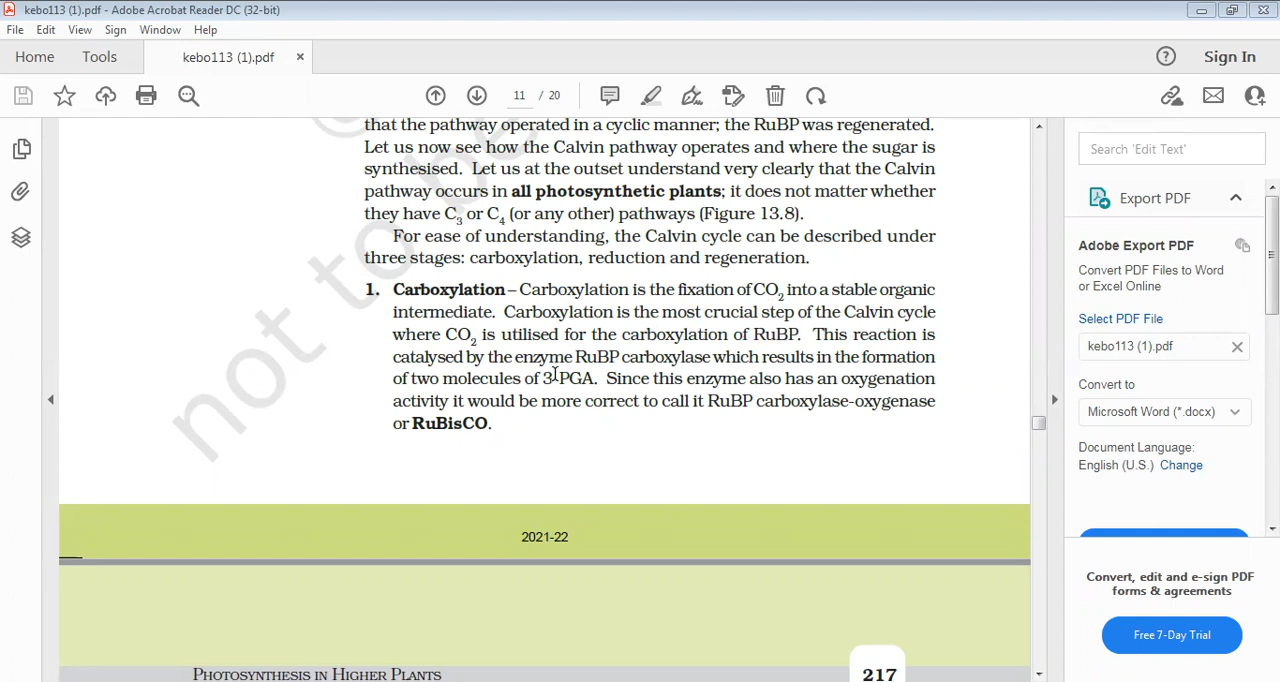 kebo113 (1).pdf - Adobe Acrobat Reader DC (32-bit)
File Edit View Sign Window Help
Home Tools kebo113 (1).pdf × Sign In
11 / 20
that the pathway operated in a cyclic manner; the RuBP was regenerated.
Let us now see how the Calvin pathway operates and where the sugar is
synthesised. Let us at the outset understand very clearly that the Calvin
pathway occurs in all photosynthetic plants; it does not matter whether
they have C3 or C4 (or any other) pathways (Figure 13.8).
For ease of understanding, the Calvin cycle can be described under
three stages: carboxylation, reduction and regeneration.
1. Carboxylation – Carboxylation is the fixation of CO2 into a stable organic
intermediate. Carboxylation is the most crucial step of the Calvin cycle
where CO2 is utilised for the carboxylation of RuBP. This reaction is
catalysed by the enzyme RuBP carboxylase which results in the formation
of two molecules of 3-PGA. Since this enzyme also has an oxygenation
activity it would be more correct to call it RuBP carboxylase-oxygenase
or RuBisCO.
not to be
2021-22
PHOTOSYNTHESIS IN HIGHER PLANTS
217
Search 'Edit Text'
Export PDF
Adobe Export PDF
Convert PDF Files to Word
or Excel Online
Select PDF File
kebo113 (1).pdf
Convert to
Microsoft Word (*.docx)
Document Language:
English (U.S.) Change
Convert, edit and e-sign PDF
forms & agreements
Free 7-Day Trial